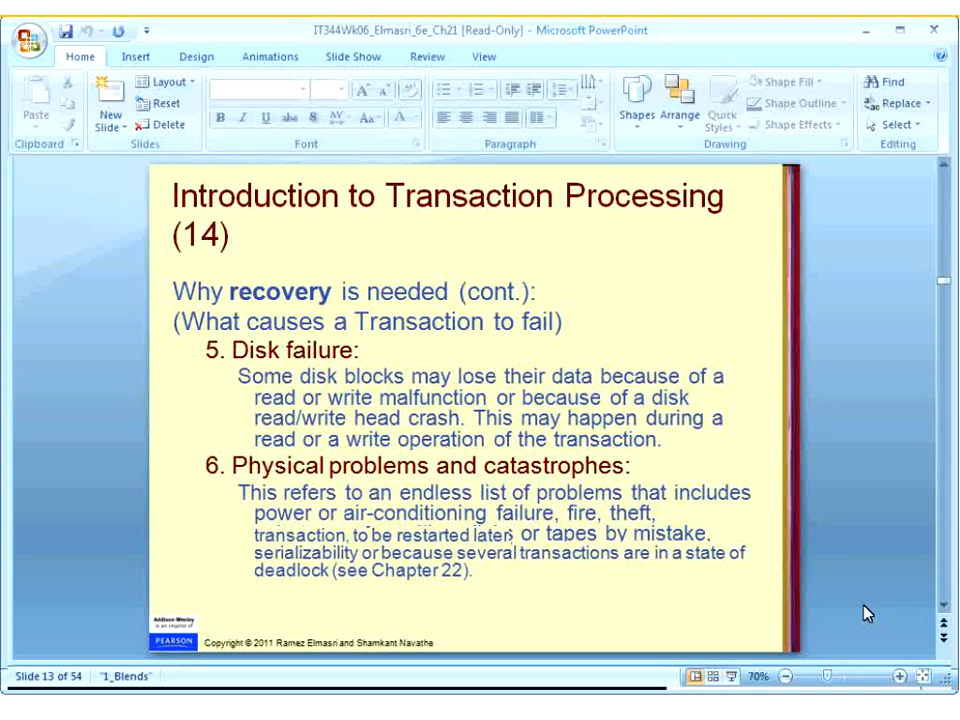 IT344Wk06_Elmasri_6e_Ch21 [Read-Only] - Microsoft PowerPoint
Home Insert Design Animations Slide Show Review View
Paste
New Slide
Layout
Reset
Delete
Shapes Arrange Quick Styles
Shape Fill
Shape Outline
Shape Effects
Find
Replace
Select
Clipboard Slides Font Paragraph Drawing Editing
Introduction to Transaction Processing
(14)
Why recovery is needed (cont.):
(What causes a Transaction to fail)
5. Disk failure:
Some disk blocks may lose their data because of a
read or write malfunction or because of a disk
read/write head crash. This may happen during a
read or a write operation of the transaction.
6. Physical problems and catastrophes:
This refers to an endless list of problems that includes
power or air-conditioning failure, fire, theft,
transaction, to be restarted later, or tapes by mistake,
serializability or because several transactions are in a state of
deadlock (see Chapter 22).
Addison-Wesley
is an imprint of
PEARSON
Copyright © 2011 Ramez Elmasri and Shamkant Navathe
Slide 13 of 54 "1_Blends" 70%